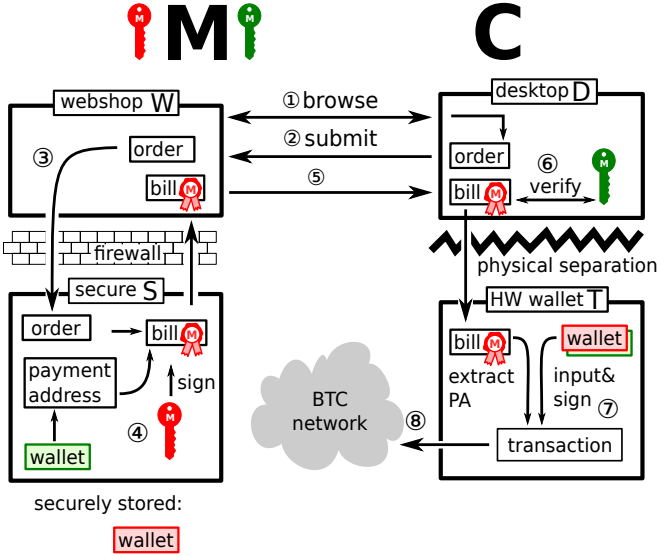 M M M
C
webshop W
desktop D
① browse
② submit
③
order
bill M
⑤
order
⑥
bill M
verify
firewall
physical separation
secure S
HW wallet T
order
bill M
payment
address
sign
M
④
wallet
bill M
wallet
extract
PA
input&
sign ⑦
transaction
BTC
network
⑧
securely stored:
wallet